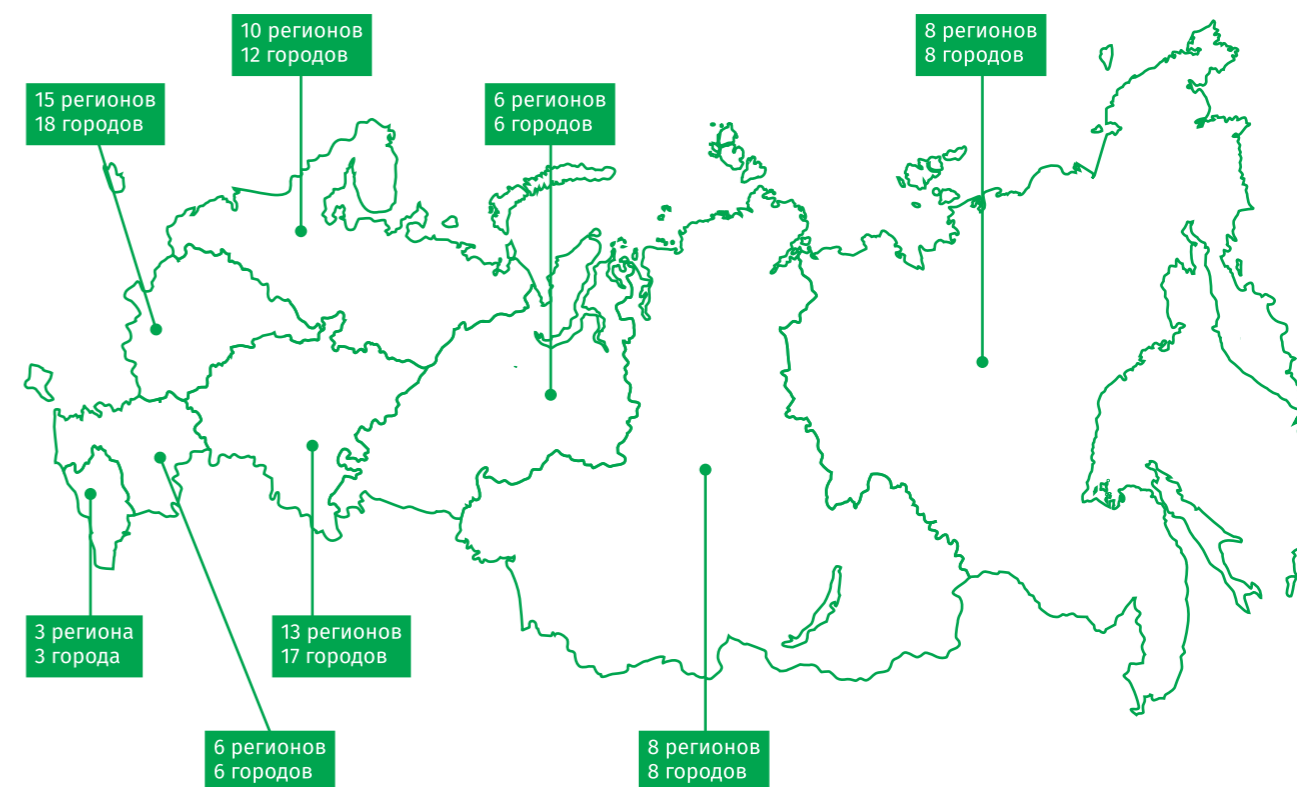 10 регионов
12 городов
8 регионов
8 городов
15 регионов
18 городов
6 регионов
6 городов
3 региона
3 города
13 регионов
17 городов
6 регионов
6 городов
8 регионов
8 городов